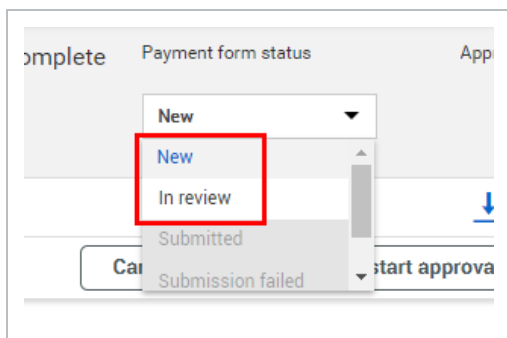 omplete Payment form status App
New
New
In review
Submitted
Submission failed
Ca start approva